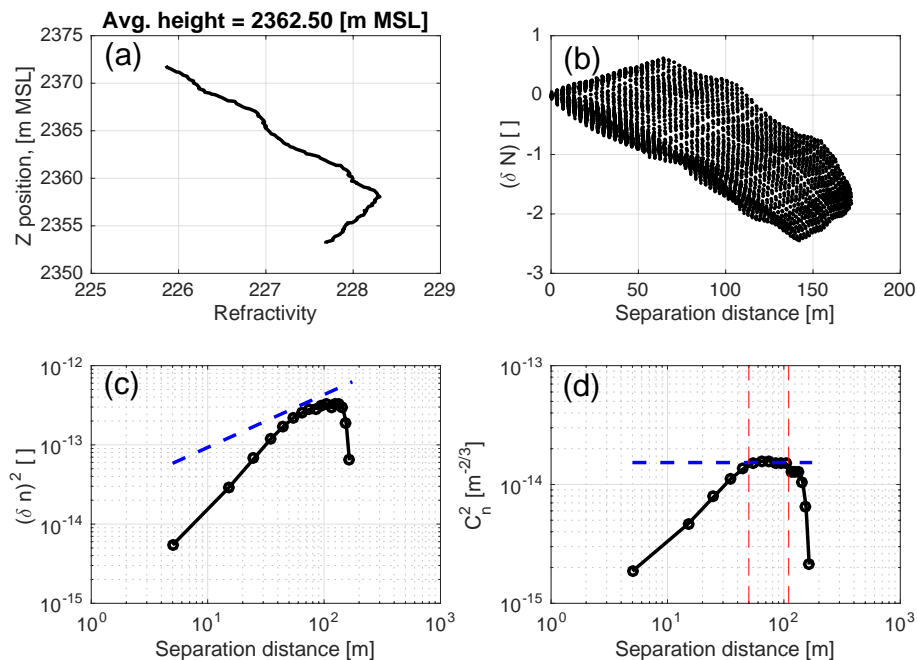 Avg. height = 2362.50 [m MSL]
(a)
2375
2370
2365
2360
2355
2350
Z position, [m MSL]
225 226 227 228 229
Refractivity
(b)
1
0
-1
-2
-3
(δ N) [ ]
0 50 100 150 200
Separation distance [m]
(c)
10^-12
10^-13
10^-14
10^-15
(δ n)^2 [ ]
10^0 10^1 10^2 10^3
Separation distance [m]
(d)
10^-13
10^-14
10^-15
C_n^2 [m^-2/3]
10^0 10^1 10^2 10^3
Separation distance [m]